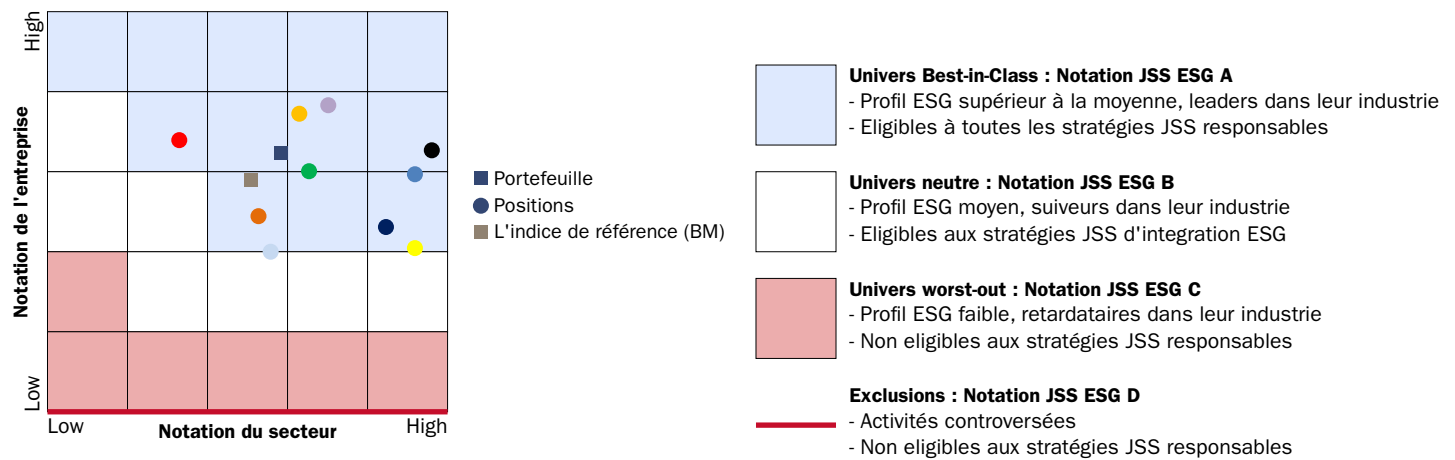 High
Notation de l'entreprise
Low
Low
Notation du secteur
High
Portefeuille
Positions
L'indice de référence (BM)
Univers Best-in-Class : Notation JSS ESG A
- Profil ESG supérieur à la moyenne, leaders dans leur industrie
- Eligibles à toutes les stratégies JSS responsables
Univers neutre : Notation JSS ESG B
- Profil ESG moyen, suiveurs dans leur industrie
- Eligibles aux stratégies JSS d'integration ESG
Univers worst-out : Notation JSS ESG C
- Profil ESG faible, retardataires dans leur industrie
- Non eligibles aux stratégies JSS responsables
Exclusions : Notation JSS ESG D
- Activités controversées
- Non eligibles aux stratégies JSS responsables